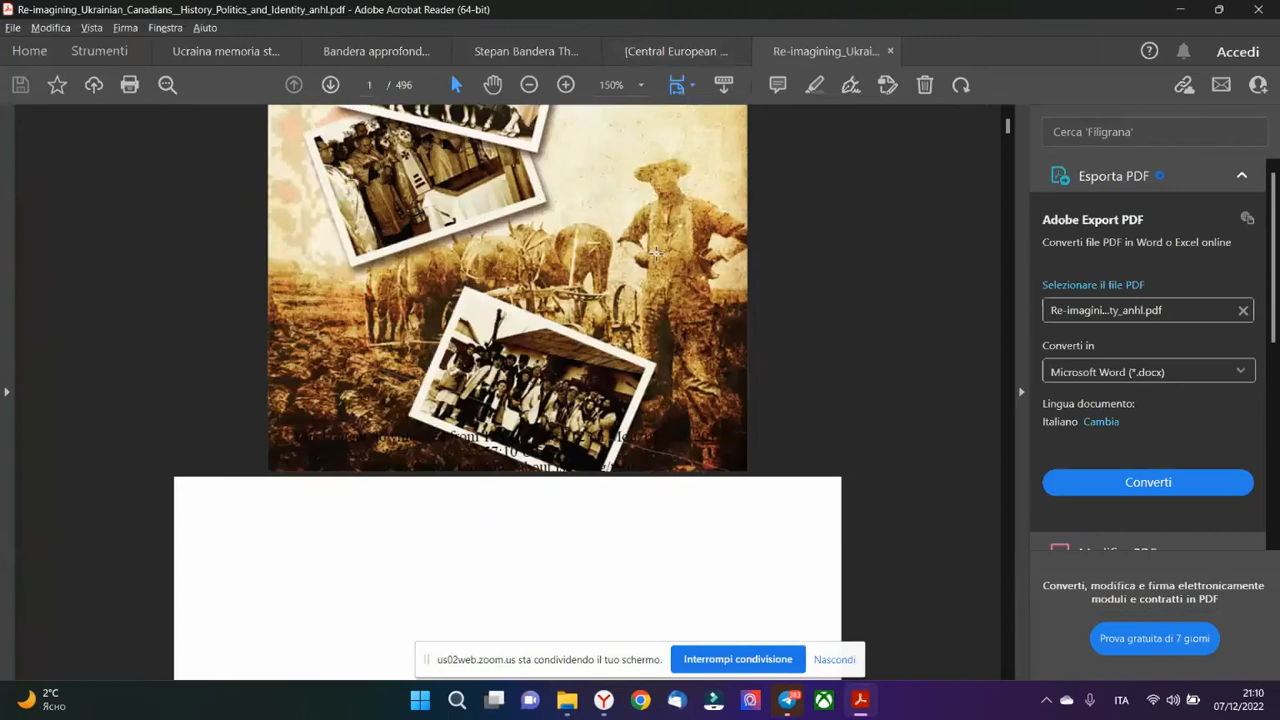 Re-imagining_Ukrainian_Canadians__History_Politics_and_Identity_anhl.pdf - Adobe Acrobat Reader (64-bit)
File Modifica Vista Firma Finestra Aiuto
Home Strumenti Ucraina memoria st... Bandera approfond... Stepan Bandera Th... [Central European ... Re-imagining_Ukrai... Accedi
1 / 496 150%
Cerca 'Filigrana'
Esporta PDF
Adobe Export PDF
Converti file PDF in Word o Excel online
Selezionare il file PDF
Re-imagini...ty_anhl.pdf
Converti in
Microsoft Word (*.docx)
Lingua documento:
Italiano Cambia
Converti
Converti, modifica e firma elettronicamente
moduli e contratti in PDF
Prova gratuita di 7 giorni
us02web.zoom.us sta condividendo il tuo schermo. Interrompi condivisione Nascondi
2°C
Ясно
ITA
21:10
07/12/2022